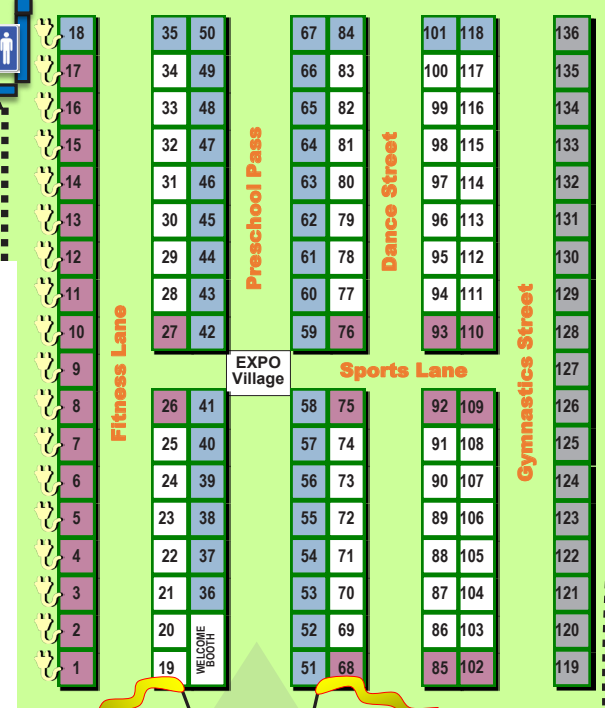 18 35 50 67 84 101 118 136
17 34 49 66 83 100 117 135
16 33 48 65 82 99 116 134
15 32 47 64 81 98 115 133
14 31 46 63 80 97 114 132
13 30 45 62 79 96 113 131
12 29 44 61 78 95 112 130
11 28 43 60 77 94 111 129
10 27 42 59 76 93 110 128
9 127
8 26 41 58 75 92 109 126
7 25 40 57 74 91 108 125
6 24 39 56 73 90 107 124
5 23 38 55 72 89 106 123
4 22 37 54 71 88 105 122
3 21 36 53 70 87 104 121
2 20 52 69 86 103 120
1 19 51 68 85 102 119
WELCOME
BOOTH
Fitness Lane
Preschool Pass
EXPO
Village
Dance Street
Sports Lane
Gymnastics Street